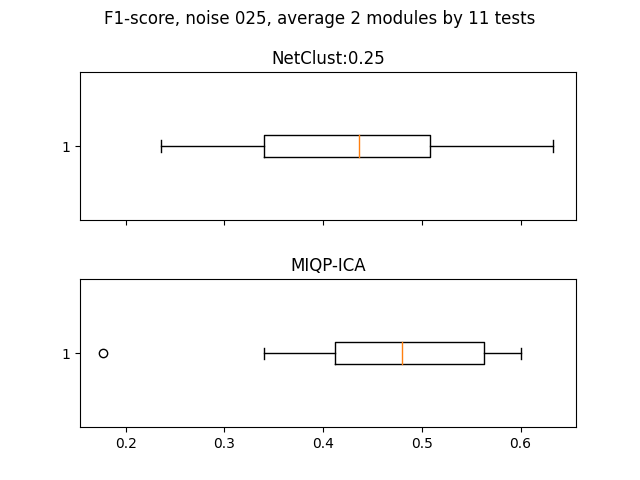 F1-score, noise 025, average 2 modules by 11 tests
NetClust:0.25
1
MIQP-ICA
1
0.2 0.3 0.4 0.5 0.6